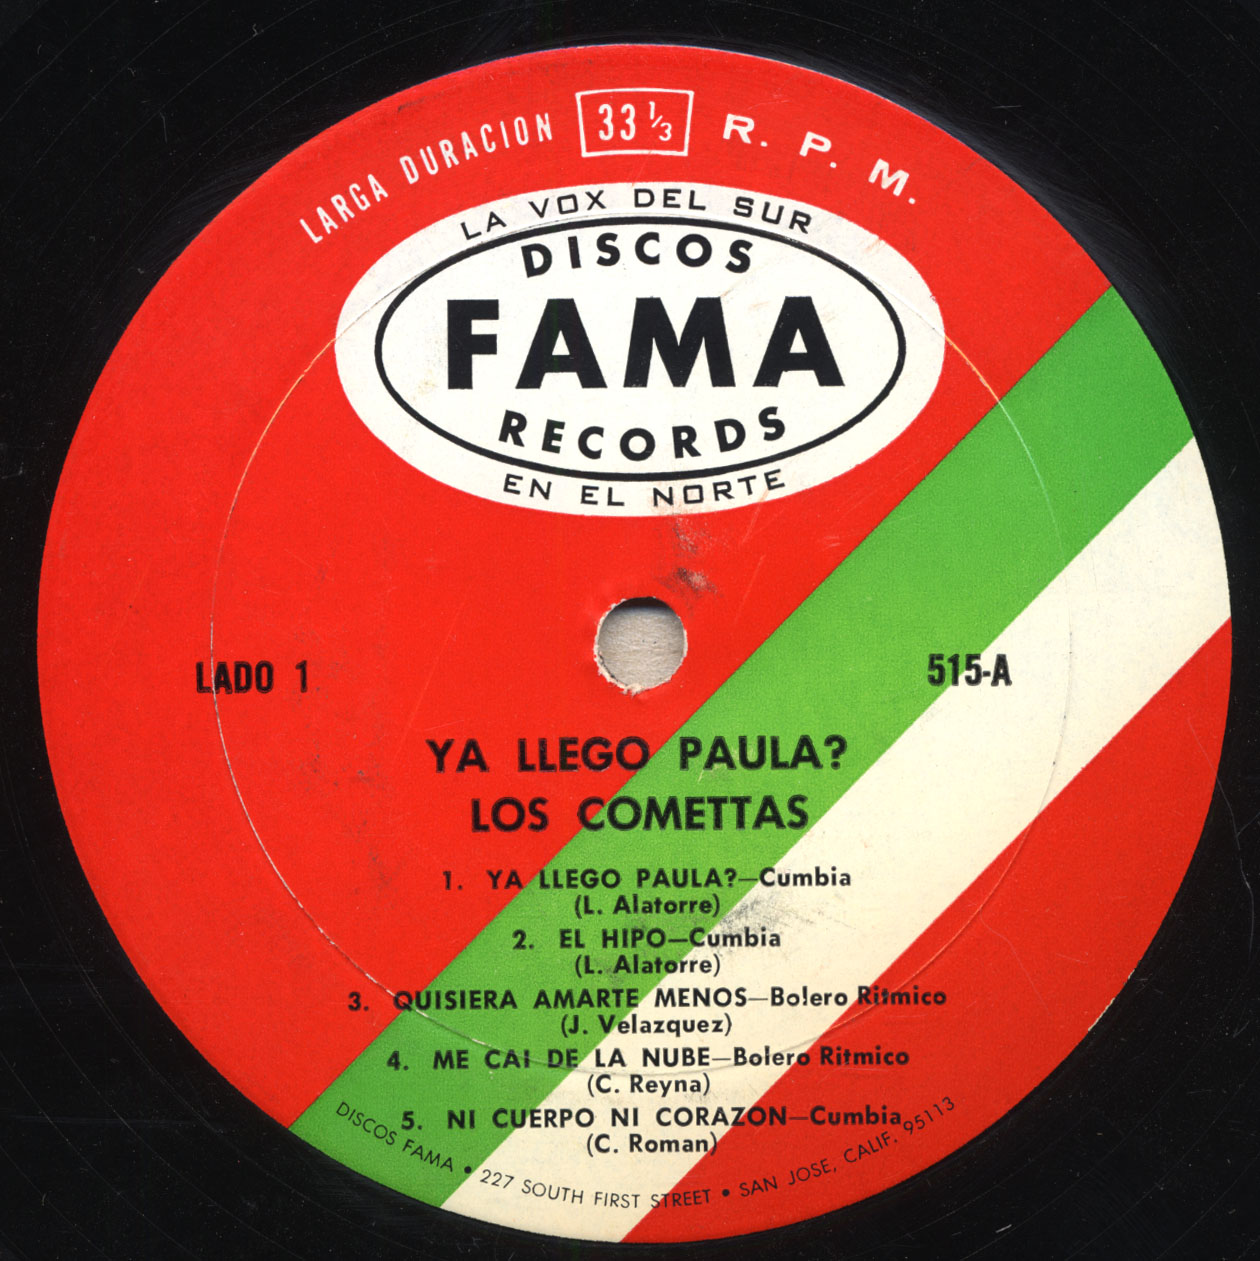 LARGA DURACION 33 1/3 R. P. M.
LA VOX DEL SUR
DISCOS
FAMA
RECORDS
EN EL NORTE
LADO 1
515-A
YA LLEGO PAULA?
LOS COMETTAS
1. YA LLEGO PAULA?—Cumbia
(L. Alatorre)
2. EL HIPO—Cumbia
(L. Alatorre)
3. QUISIERA AMARTE MENOS—Bolero Ritmico
(J. Velazquez)
4. ME CAI DE LA NUBE—Bolero Ritmico
(C. Reyna)
5. NI CUERPO NI CORAZON—Cumbia
(C. Roman)
DISCOS FAMA • 227 SOUTH FIRST STREET • SAN JOSE, CALIF. 95113